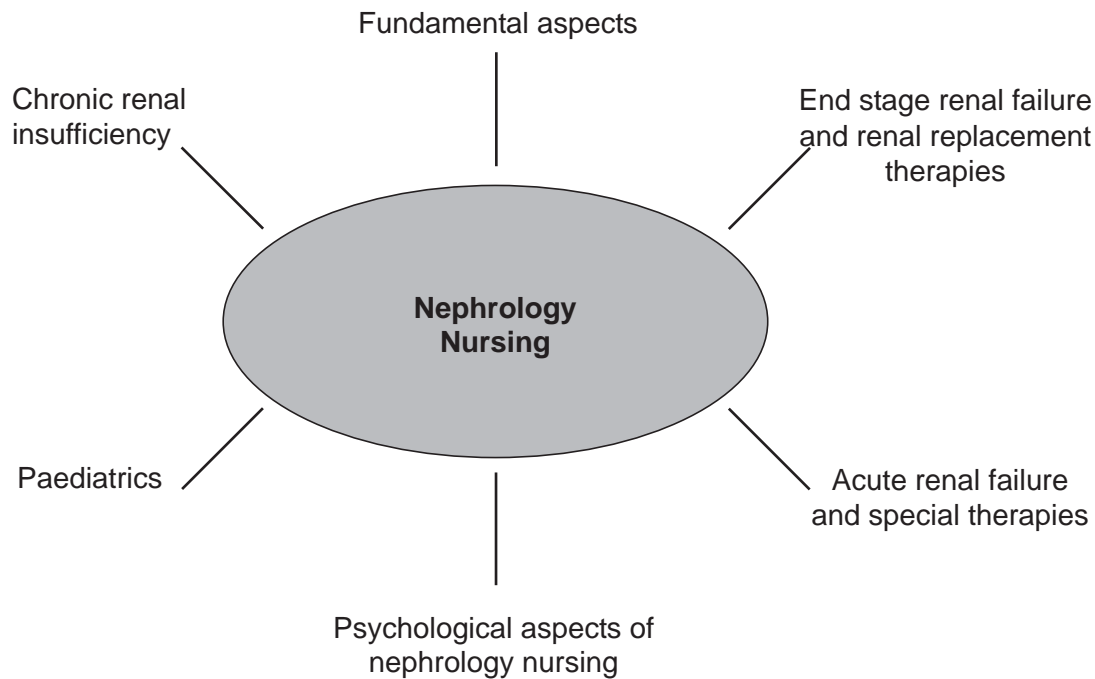 Fundamental aspects
Chronic renal
insufficiency
End stage renal failure
and renal replacement
therapies
Nephrology
Nursing
Paediatrics
Acute renal failure
and special therapies
Psychological aspects of
nephrology nursing